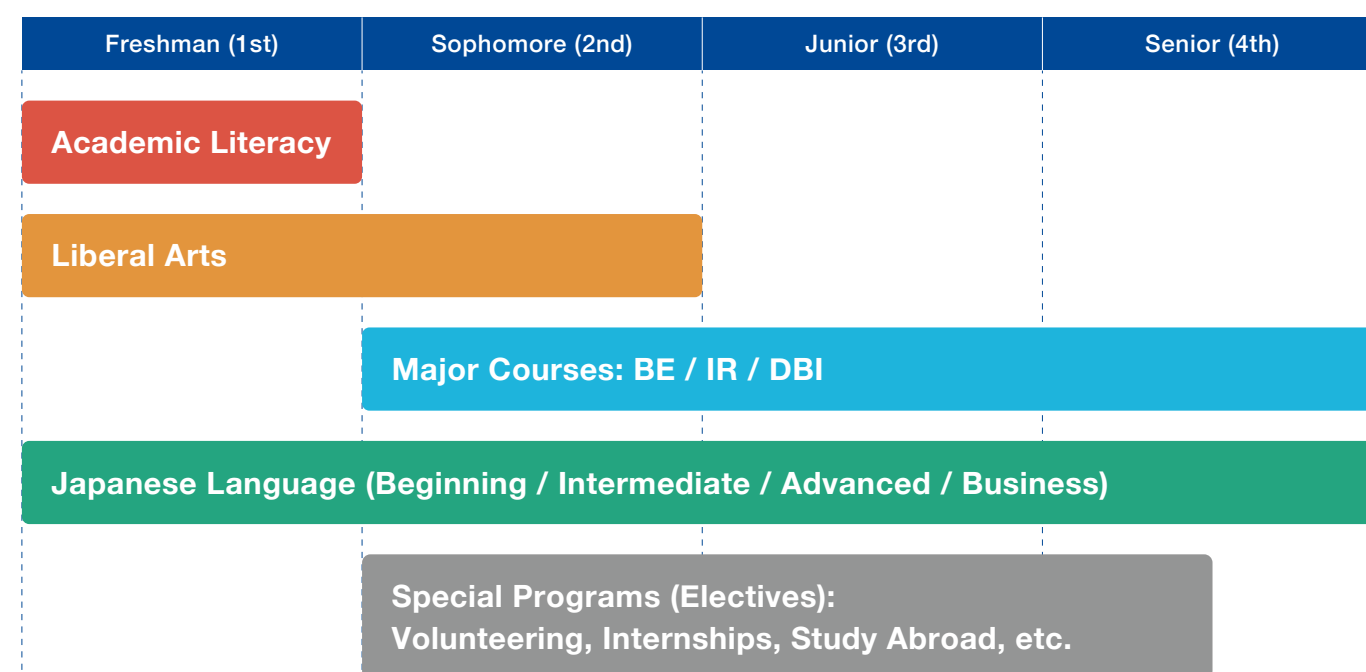 Freshman (1st)
Sophomore (2nd)
Junior (3rd)
Senior (4th)
Academic Literacy
Liberal Arts
Major Courses: BE / IR / DBI
Japanese Language (Beginning / Intermediate / Advanced / Business)
Special Programs (Electives):
Volunteering, Internships, Study Abroad, etc.